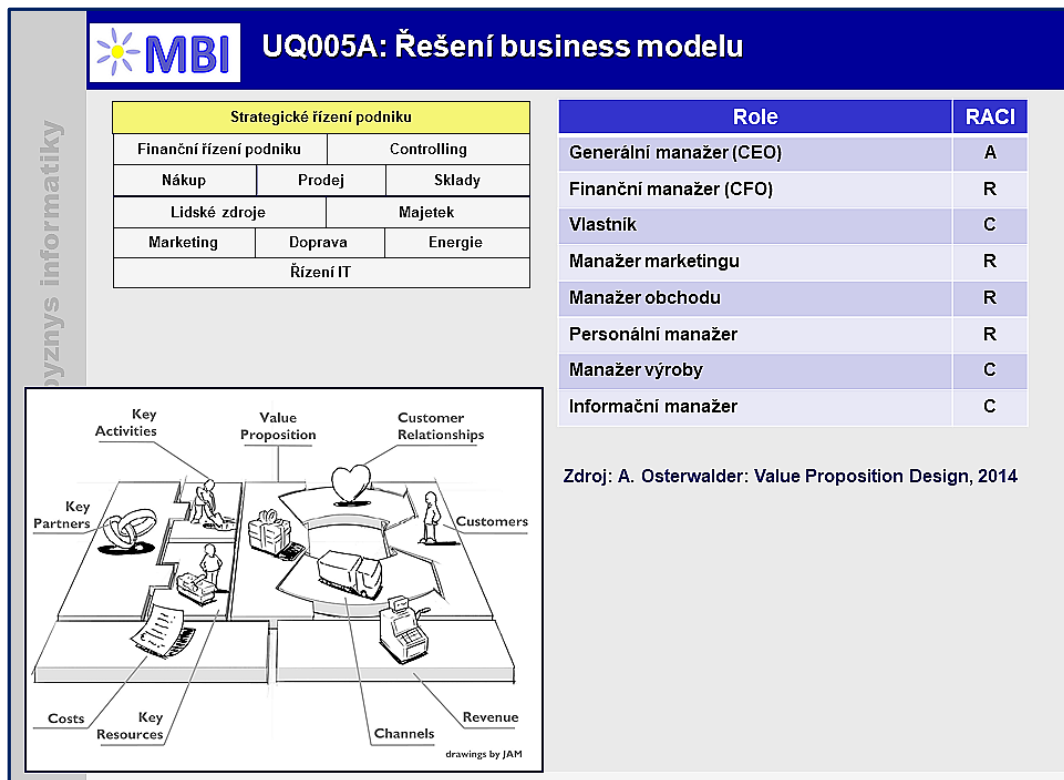 MBI
UQ005A: Řešení business modelu
byznys informatiky
Strategické řízení podniku
Finanční řízení podniku Controlling
Nákup Prodej Sklady
Lidské zdroje Majetek
Marketing Doprava Energie
Řízení IT
Role RACI
Generální manažer (CEO) A
Finanční manažer (CFO) R
Vlastník C
Manažer marketingu R
Manažer obchodu R
Personální manažer R
Manažer výroby C
Informační manažer C
Zdroj: A. Osterwalder: Value Proposition Design, 2014
Key
Activities
Value
Proposition
Customer
Relationships
Key
Partners
Customers
Costs
Key
Resources
Channels
Revenue
drawings by JAM